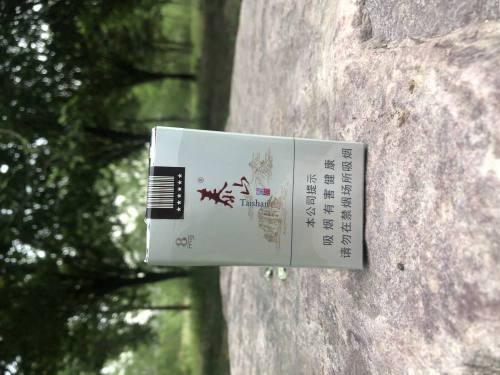 泰山
Taishan
8mg
本公司提示
吸烟有害健康
请勿在禁烟场所吸烟